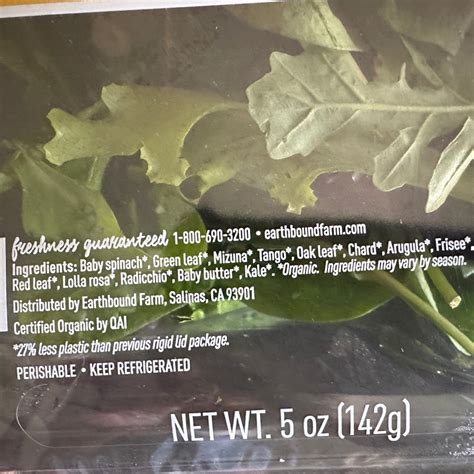 freshness guaranteed 1-800-690-3200 • earthboundfarm.com
Ingredients: Baby spinach*, Green leaf*, Mizuna*, Tango*, Oak leaf*, Chard*, Arugula*, Frisee*,
Red leaf*, Lolla rosa*, Radicchio*, Baby butter*, Kale*. *Organic. Ingredients may vary by season.
Distributed by Earthbound Farm, Salinas, CA 93901
Certified Organic by QAI
*27% less plastic than previous rigid lid package.
PERISHABLE • KEEP REFRIGERATED
NET WT. 5 oz (142g)